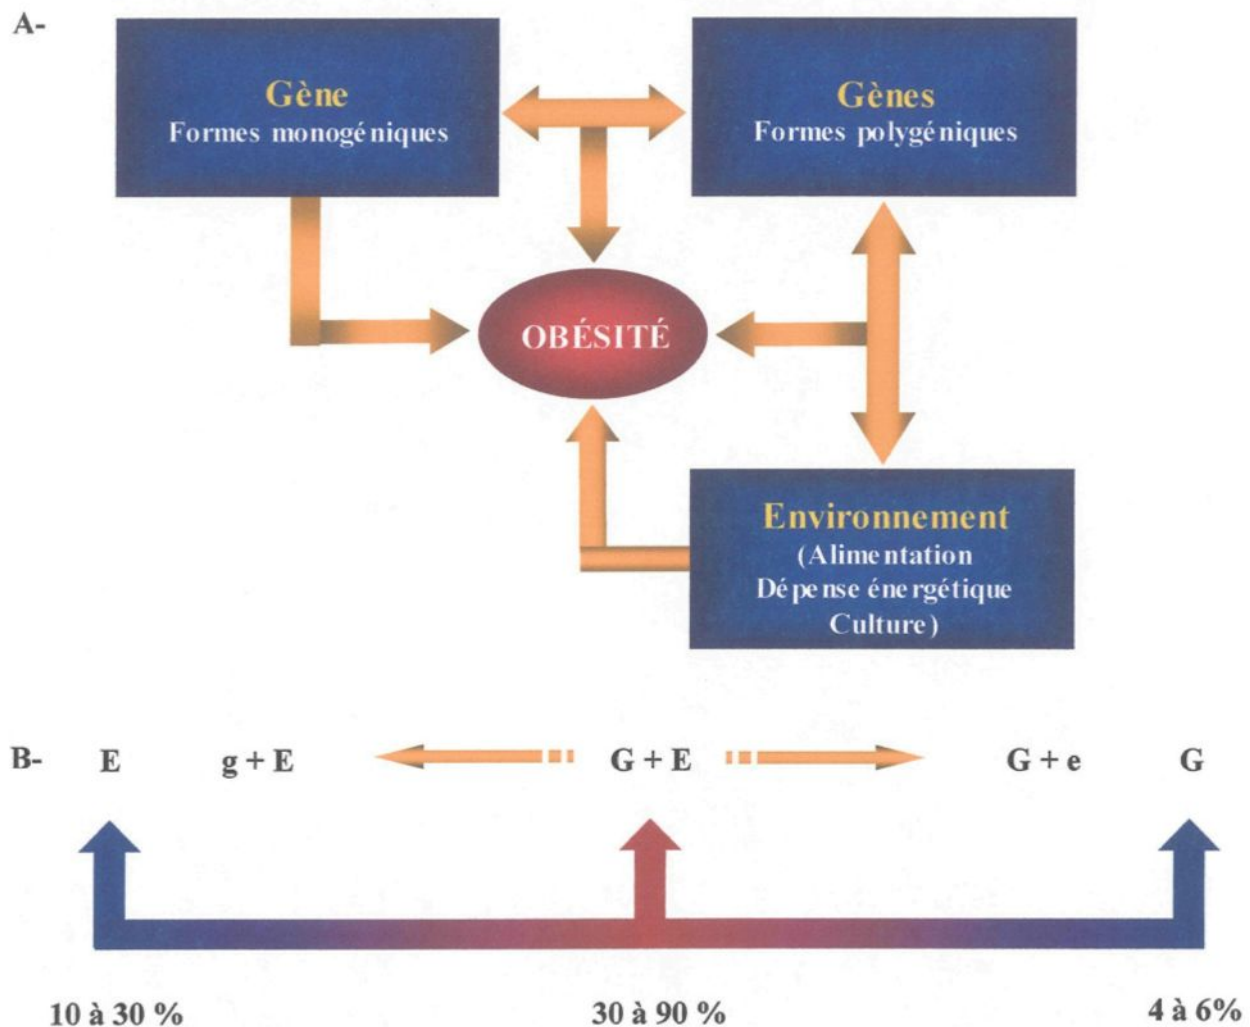 A-
Gène
Formes monogéniques
Gènes
Formes polygéniques
OBÉSITÉ
Environnement
(Alimentation
Dépense énergétique
Culture)
B- E g + E G + E G + e G
10 à 30 % 30 à 90 % 4 à 6%